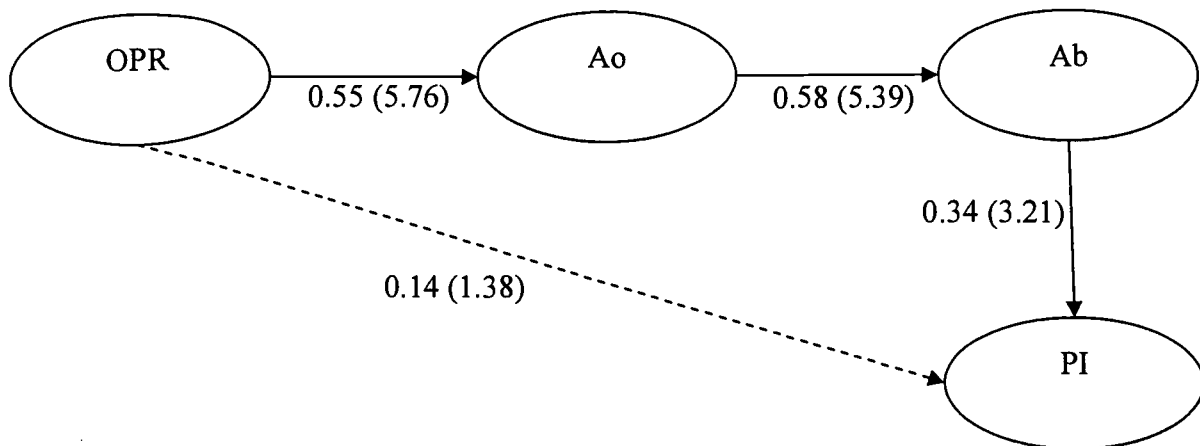 OPR
Ao
Ab
0.55 (5.76)
0.58 (5.39)
0.34 (3.21)
0.14 (1.38)
PI